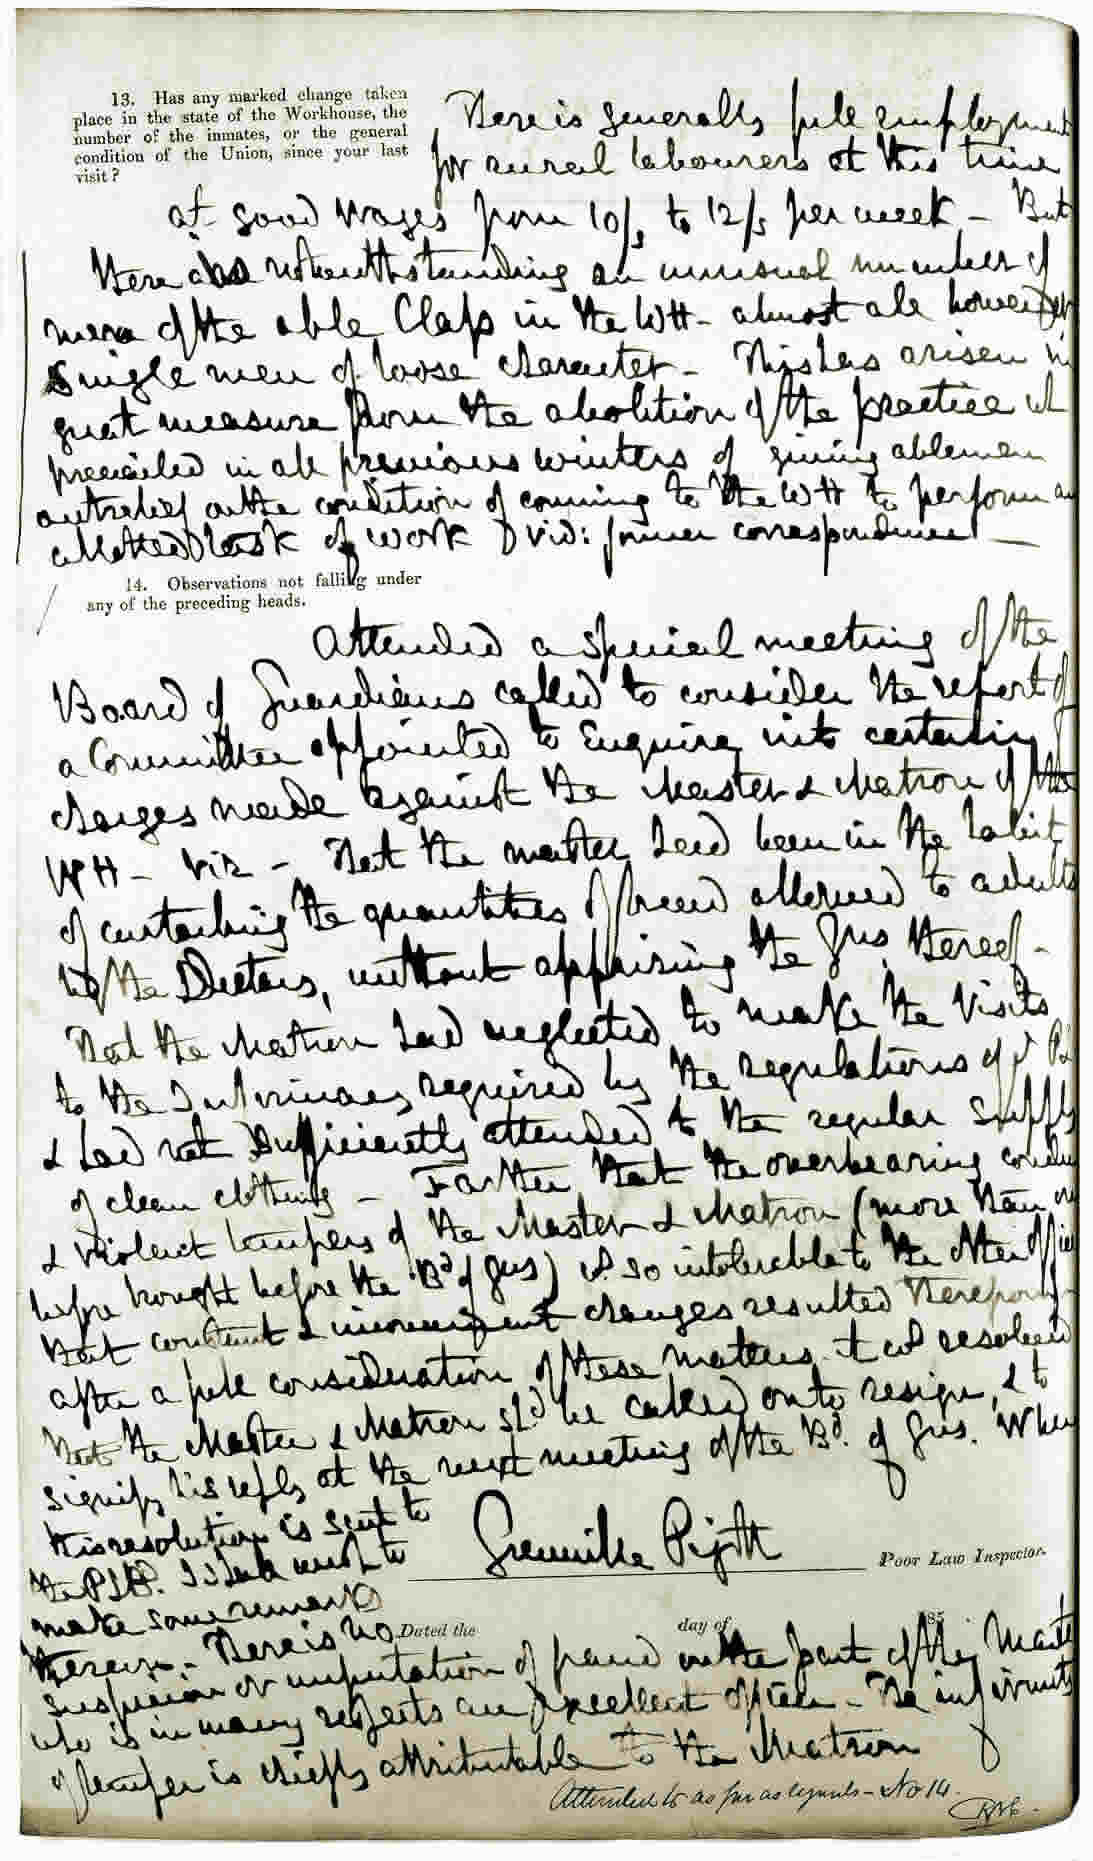 13. Has any marked change taken
place in the state of the Workhouse, the
number of the inmates, or the general
condition of the Union, since your last
visit?
There is generally full employment
for rural labourers at this time
at good wages from 10/s to 12/s per week – But
there notwithstanding an unusual number of
men of the able Class in the WH – almost all however
Single men of loose character – This has arisen in
great measure from the abolition of the practice wh
prevailed in all previous winters of giving ablemen
outrelief on the condition of coming to the WH to perform an
allotted task of work vid: former correspondence –
14. Observations not falling under
any of the preceding heads.
Attended a special meeting of the
Board of Guardians called to consider the report of
a Committee appointed to Enquire into certain
charges made against the Master & Matron of the
WH – viz – That the master had been in the habit
of curtailing the quantities of bread allowed to adults
by the Dietary, without apprising the Gns. thereof –
That the Matron had neglected to make the visits
to the Infirmary required by the regulations of
& had not Sufficiently attended to the regular supply
of clean clothing – Farther that the overbearing conduct
& violent tempers of the Master & Matron (more than once
before brought before the Bd of Gns) so intolerable to the other
that constant & inconvenient changes resulted therefrom –
after a full consideration of these matters it resolved
that the Master & Matron shd be called on to resign, & to
signify his reply at the next meeting of the Bd. of Gns. When
this resolution is sent to
the PLB. I shall wish to
make some remarks
thereon. – There is no
Grenville Pigott
Poor Law Inspector.
Dated the day of 185
suspicion or imputation of fraud on the part of the Master
who is in many respects an excellent officer – The infirmity
of temper is chiefly attributable to the Matron
Attended to as far as regards – No 14.